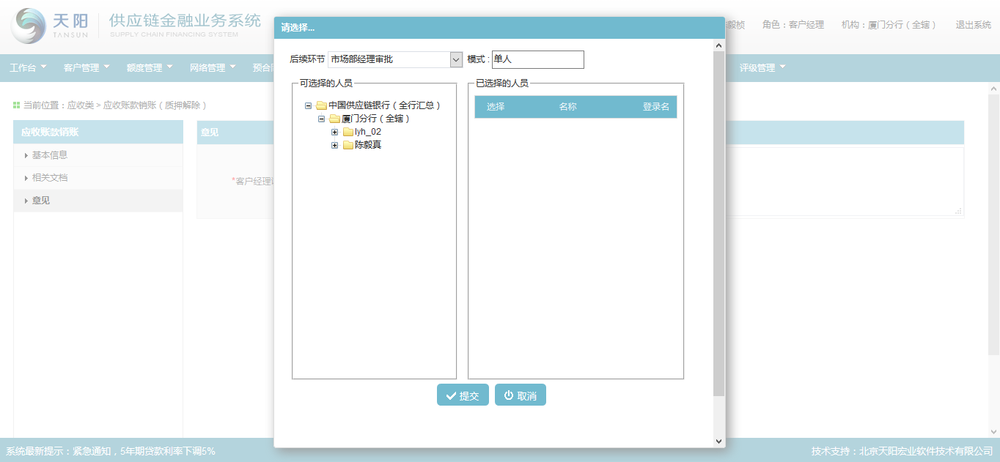 天阳
TANSUN
供应链金融业务系统
SUPPLY CHAIN FINANCING SYSTEM
毅桢 角色：客户经理 机构：厦门分行（全辖） 退出系统
工作台 客户管理 额度管理 网络管理 预合 评级管理
当前位置：应收类 > 应收账款销账（质押解除）
应收账款销账
基本信息
相关文档
意见
意见
*客户经理
请选择...
后续环节 市场部经理审批 模式 : 单人
可选择的人员
中国供应链银行（全行汇总）
厦门分行（全辖）
lyh_02
陈毅真
已选择的人员
选择 名称 登录名
提交 取消
系统最新提示：紧急通知，5年期贷款利率下调5%
技术支持：北京天阳宏业软件技术有限公司